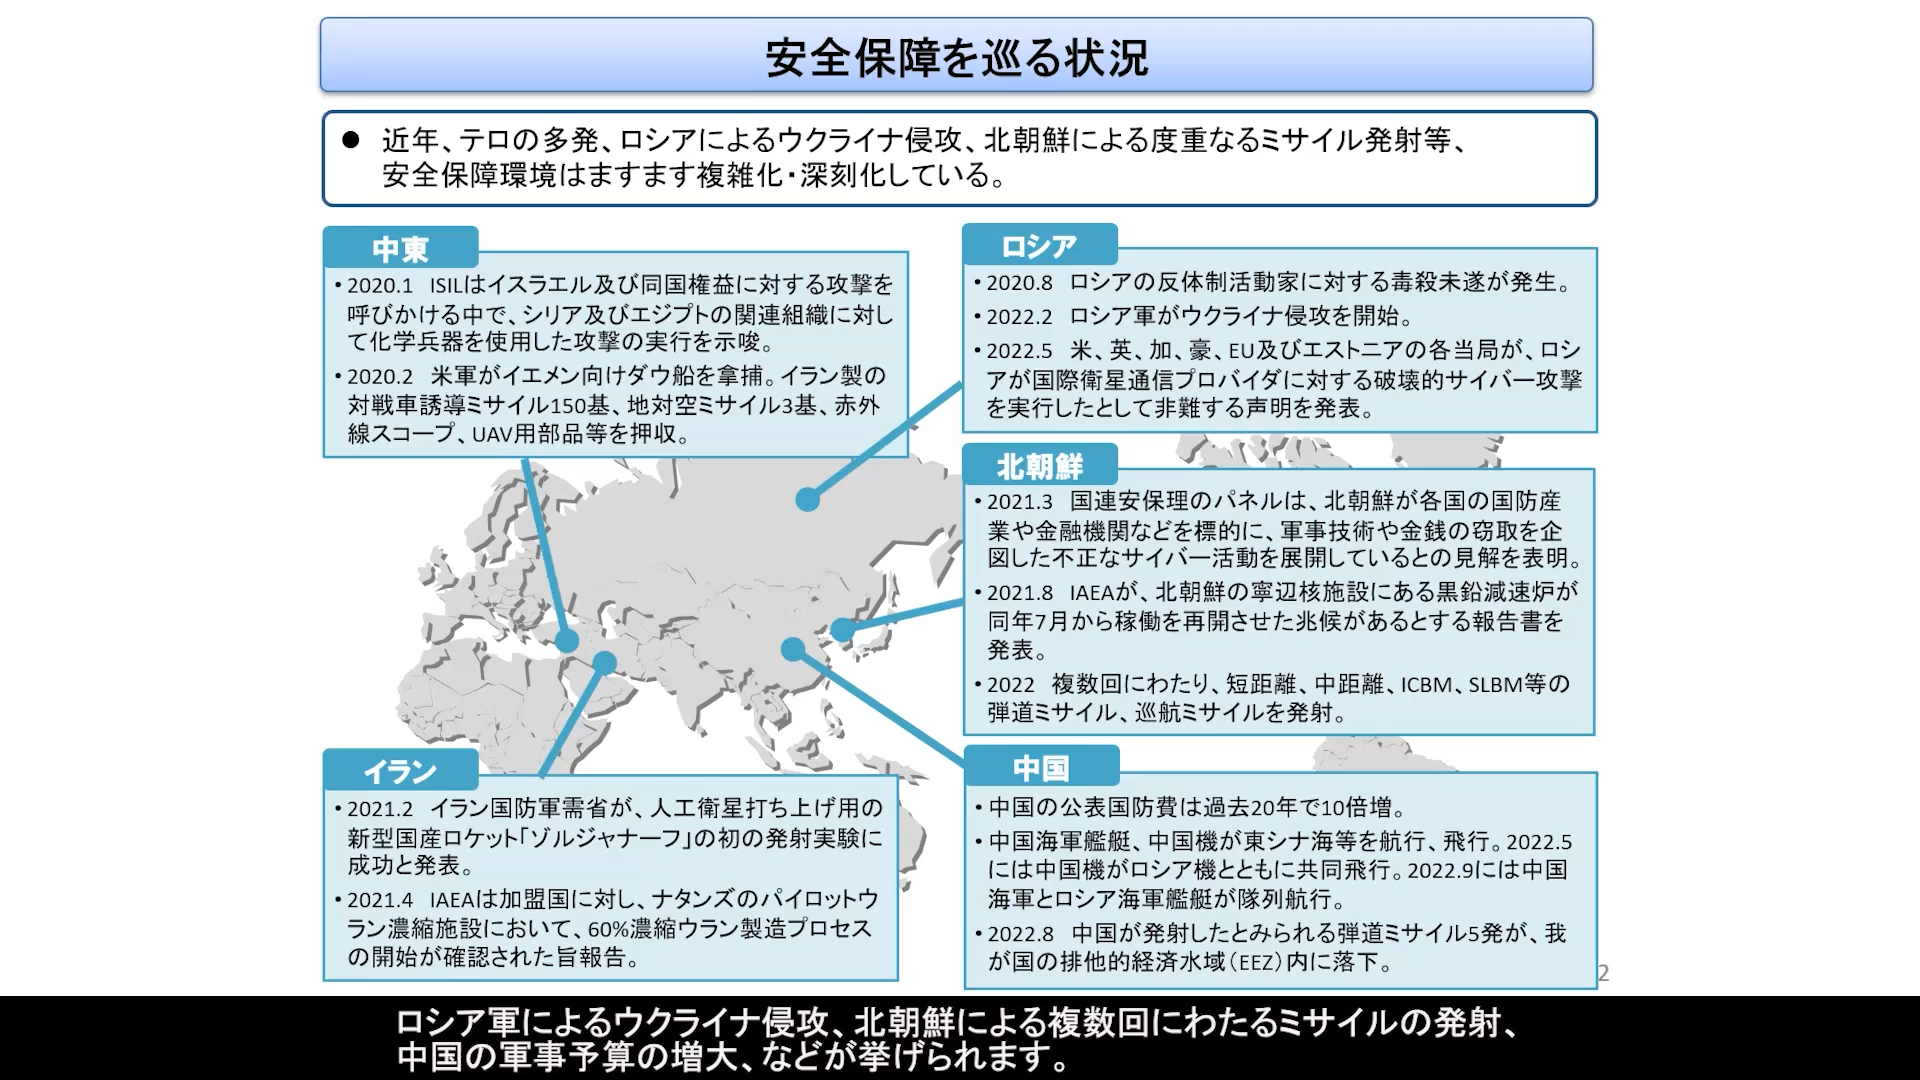 安全保障を巡る状況
● 近年、テロの多発、ロシアによるウクライナ侵攻、北朝鮮による度重なるミサイル発射等、
安全保障環境はますます複雑化・深刻化している。
中東
・2020.1 ISILはイスラエル及び同国権益に対する攻撃を
呼びかける中で、シリア及びエジプトの関連組織に対し
て化学兵器を使用した攻撃の実行を示唆。
・2020.2 米軍がイエメン向けダウ船を拿捕。イラン製の
対戦車誘導ミサイル150基、地対空ミサイル3基、赤外
線スコープ、UAV用部品等を押収。
ロシア
・2020.8 ロシアの反体制活動家に対する毒殺未遂が発生。
・2022.2 ロシア軍がウクライナ侵攻を開始。
・2022.5 米、英、加、豪、EU及びエストニアの各当局が、ロシ
アが国際衛星通信プロバイダに対する破壊的サイバー攻撃
を実行したとして非難する声明を発表。
北朝鮮
・2021.3 国連安保理のパネルは、北朝鮮が各国の国防産
業や金融機関などを標的に、軍事技術や金銭の窃取を企
図した不正なサイバー活動を展開しているとの見解を表明。
・2021.8 IAEAが、北朝鮮の寧辺核施設にある黒鉛減速炉が
同年7月から稼働を再開させた兆候があるとする報告書を
発表。
・2022 複数回にわたり、短距離、中距離、ICBM、SLBM等の
弾道ミサイル、巡航ミサイルを発射。
イラン
・2021.2 イラン国防軍需省が、人工衛星打ち上げ用の
新型国産ロケット「ゾルジャナーフ」の初の発射実験に
成功と発表。
・2021.4 IAEAは加盟国に対し、ナタンズのパイロットウ
ラン濃縮施設において、60%濃縮ウラン製造プロセス
の開始が確認された旨報告。
中国
・中国の公表国防費は過去20年で10倍増。
・中国海軍艦艇、中国機が東シナ海等を航行、飛行。2022.5
には中国機がロシア機とともに共同飛行。2022.9には中国
海軍とロシア海軍艦艇が隊列航行。
・2022.8 中国が発射したとみられる弾道ミサイル5発が、我
が国の排他的経済水域（EEZ）内に落下。
2
ロシア軍によるウクライナ侵攻、北朝鮮による複数回にわたるミサイルの発射、
中国の軍事予算の増大、などが挙げられます。